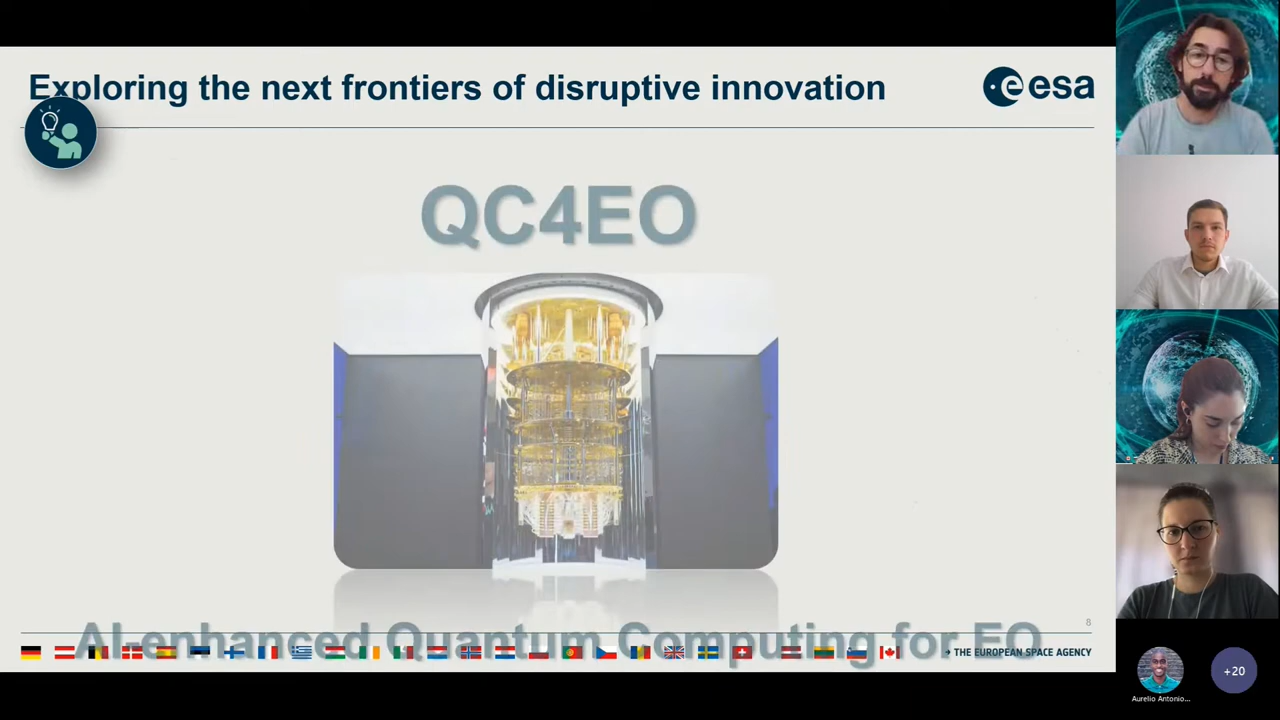 Exploring the next frontiers of disruptive innovation
esa
QC4EO
8
AI-enhanced Quantum Computing for EO
→ THE EUROPEAN SPACE AGENCY
Aurelio Antonio...
+20